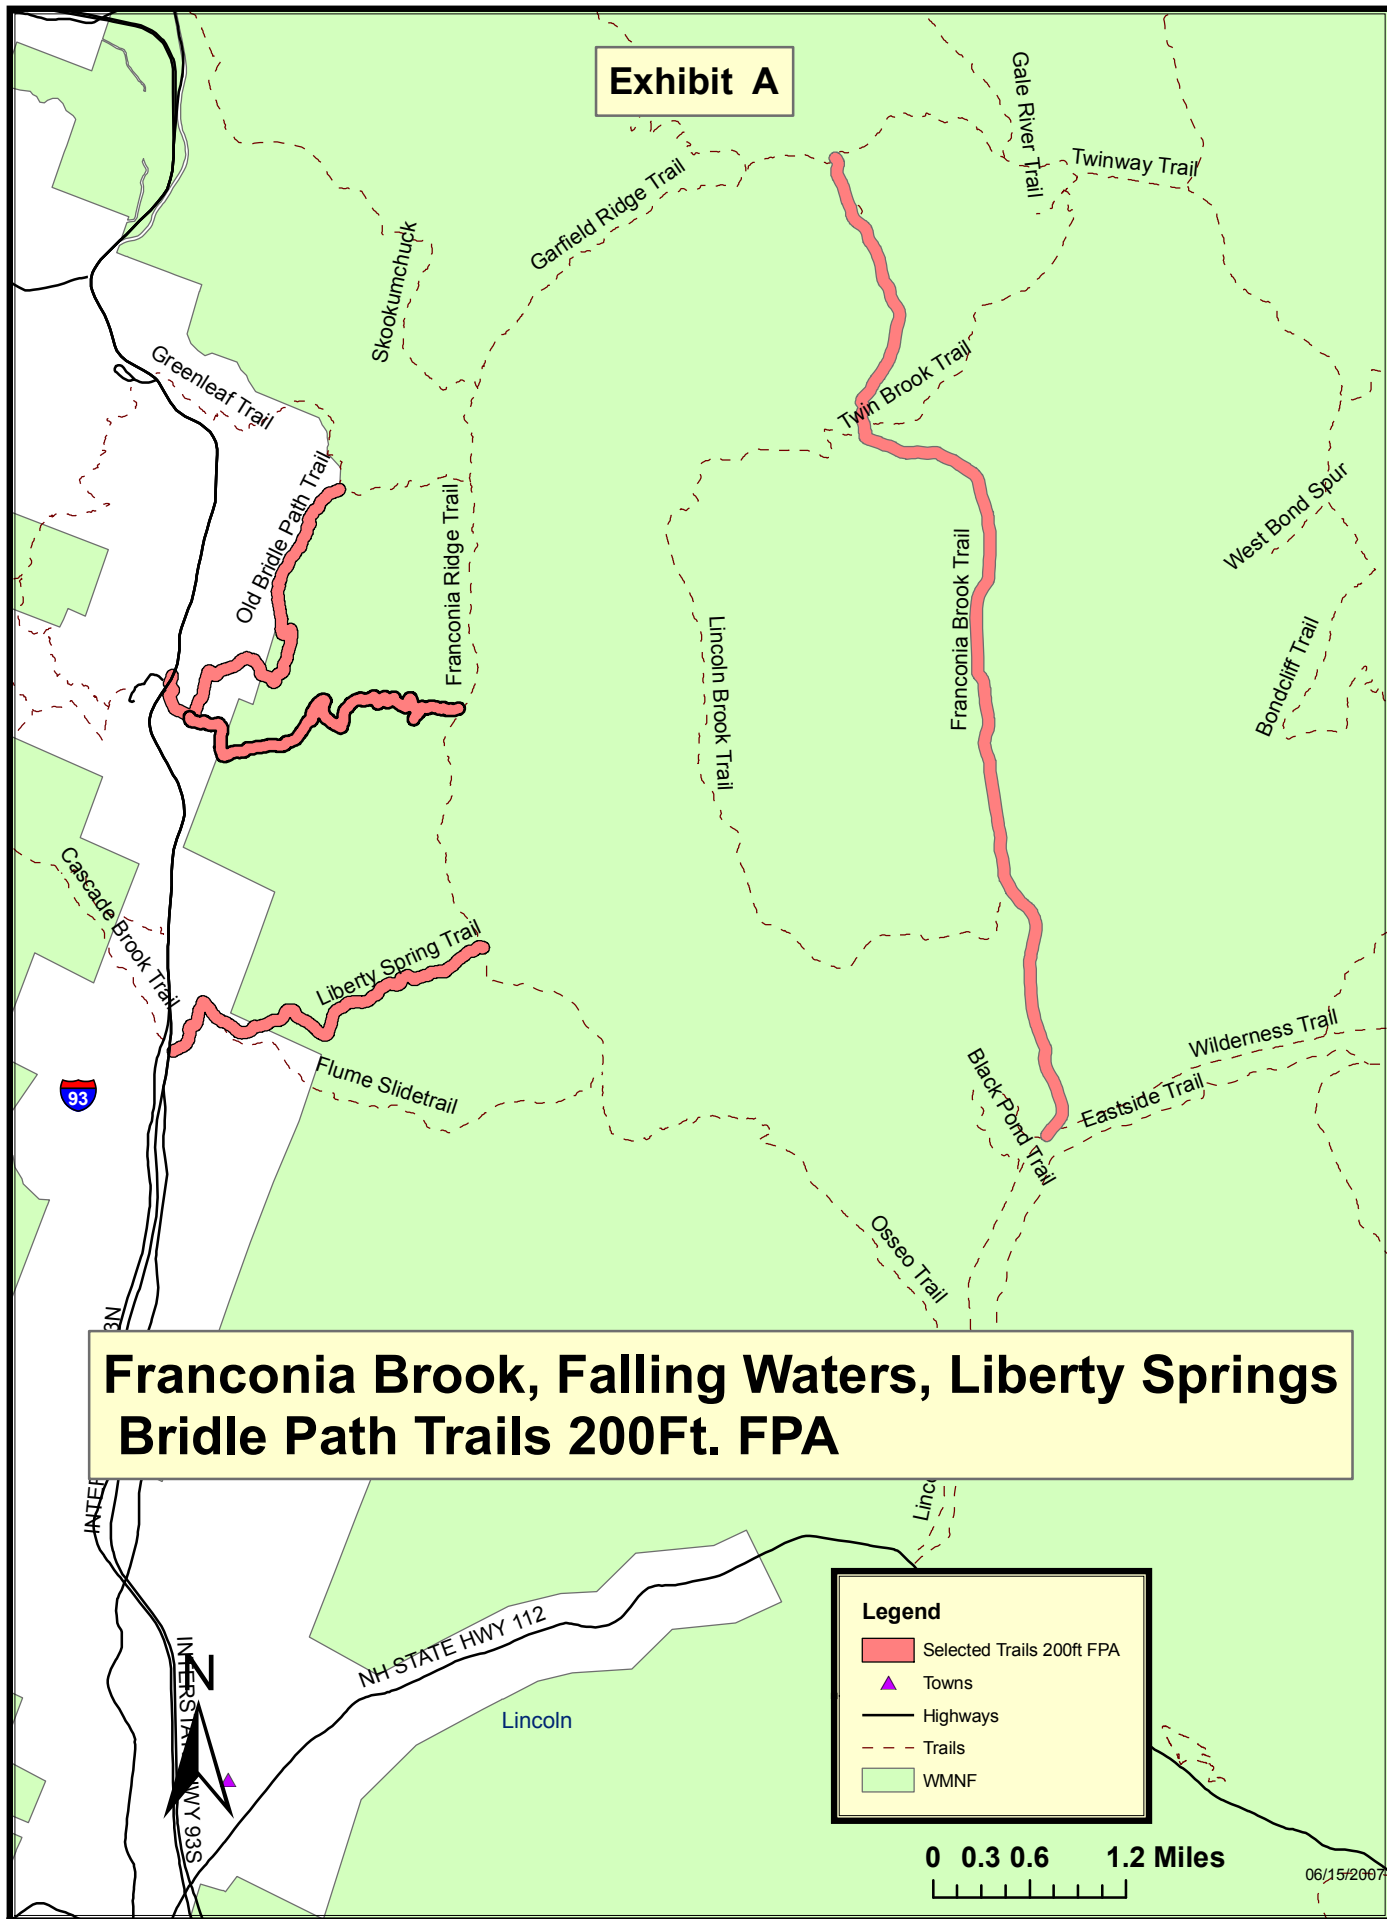 Exhibit A
Gale River Trail
Twinway Trail
Garfield Ridge Trail
Skookumchuck
Greenleaf Trail
Twin Brook Trail
Old Bridle Path Trail
Franconia Ridge Trail
West Bond Spur
Franconia Brook Trail
Lincoln Brook Trail
Bondcliff Trail
Cascade Brook Trail
Liberty Spring Trail
Wilderness Trail
Flume Slidetrail
Black Pond Trail
Eastside Trail
93
Osseo Trail
Franconia Brook, Falling Waters, Liberty Springs
Bridle Path Trails 200Ft. FPA
NH STATE HWY 112
Lincoln
N
Legend
Selected Trails 200ft FPA
Towns
Highways
Trails
WMNF
0 0.3 0.6 1.2 Miles
06/15/2007